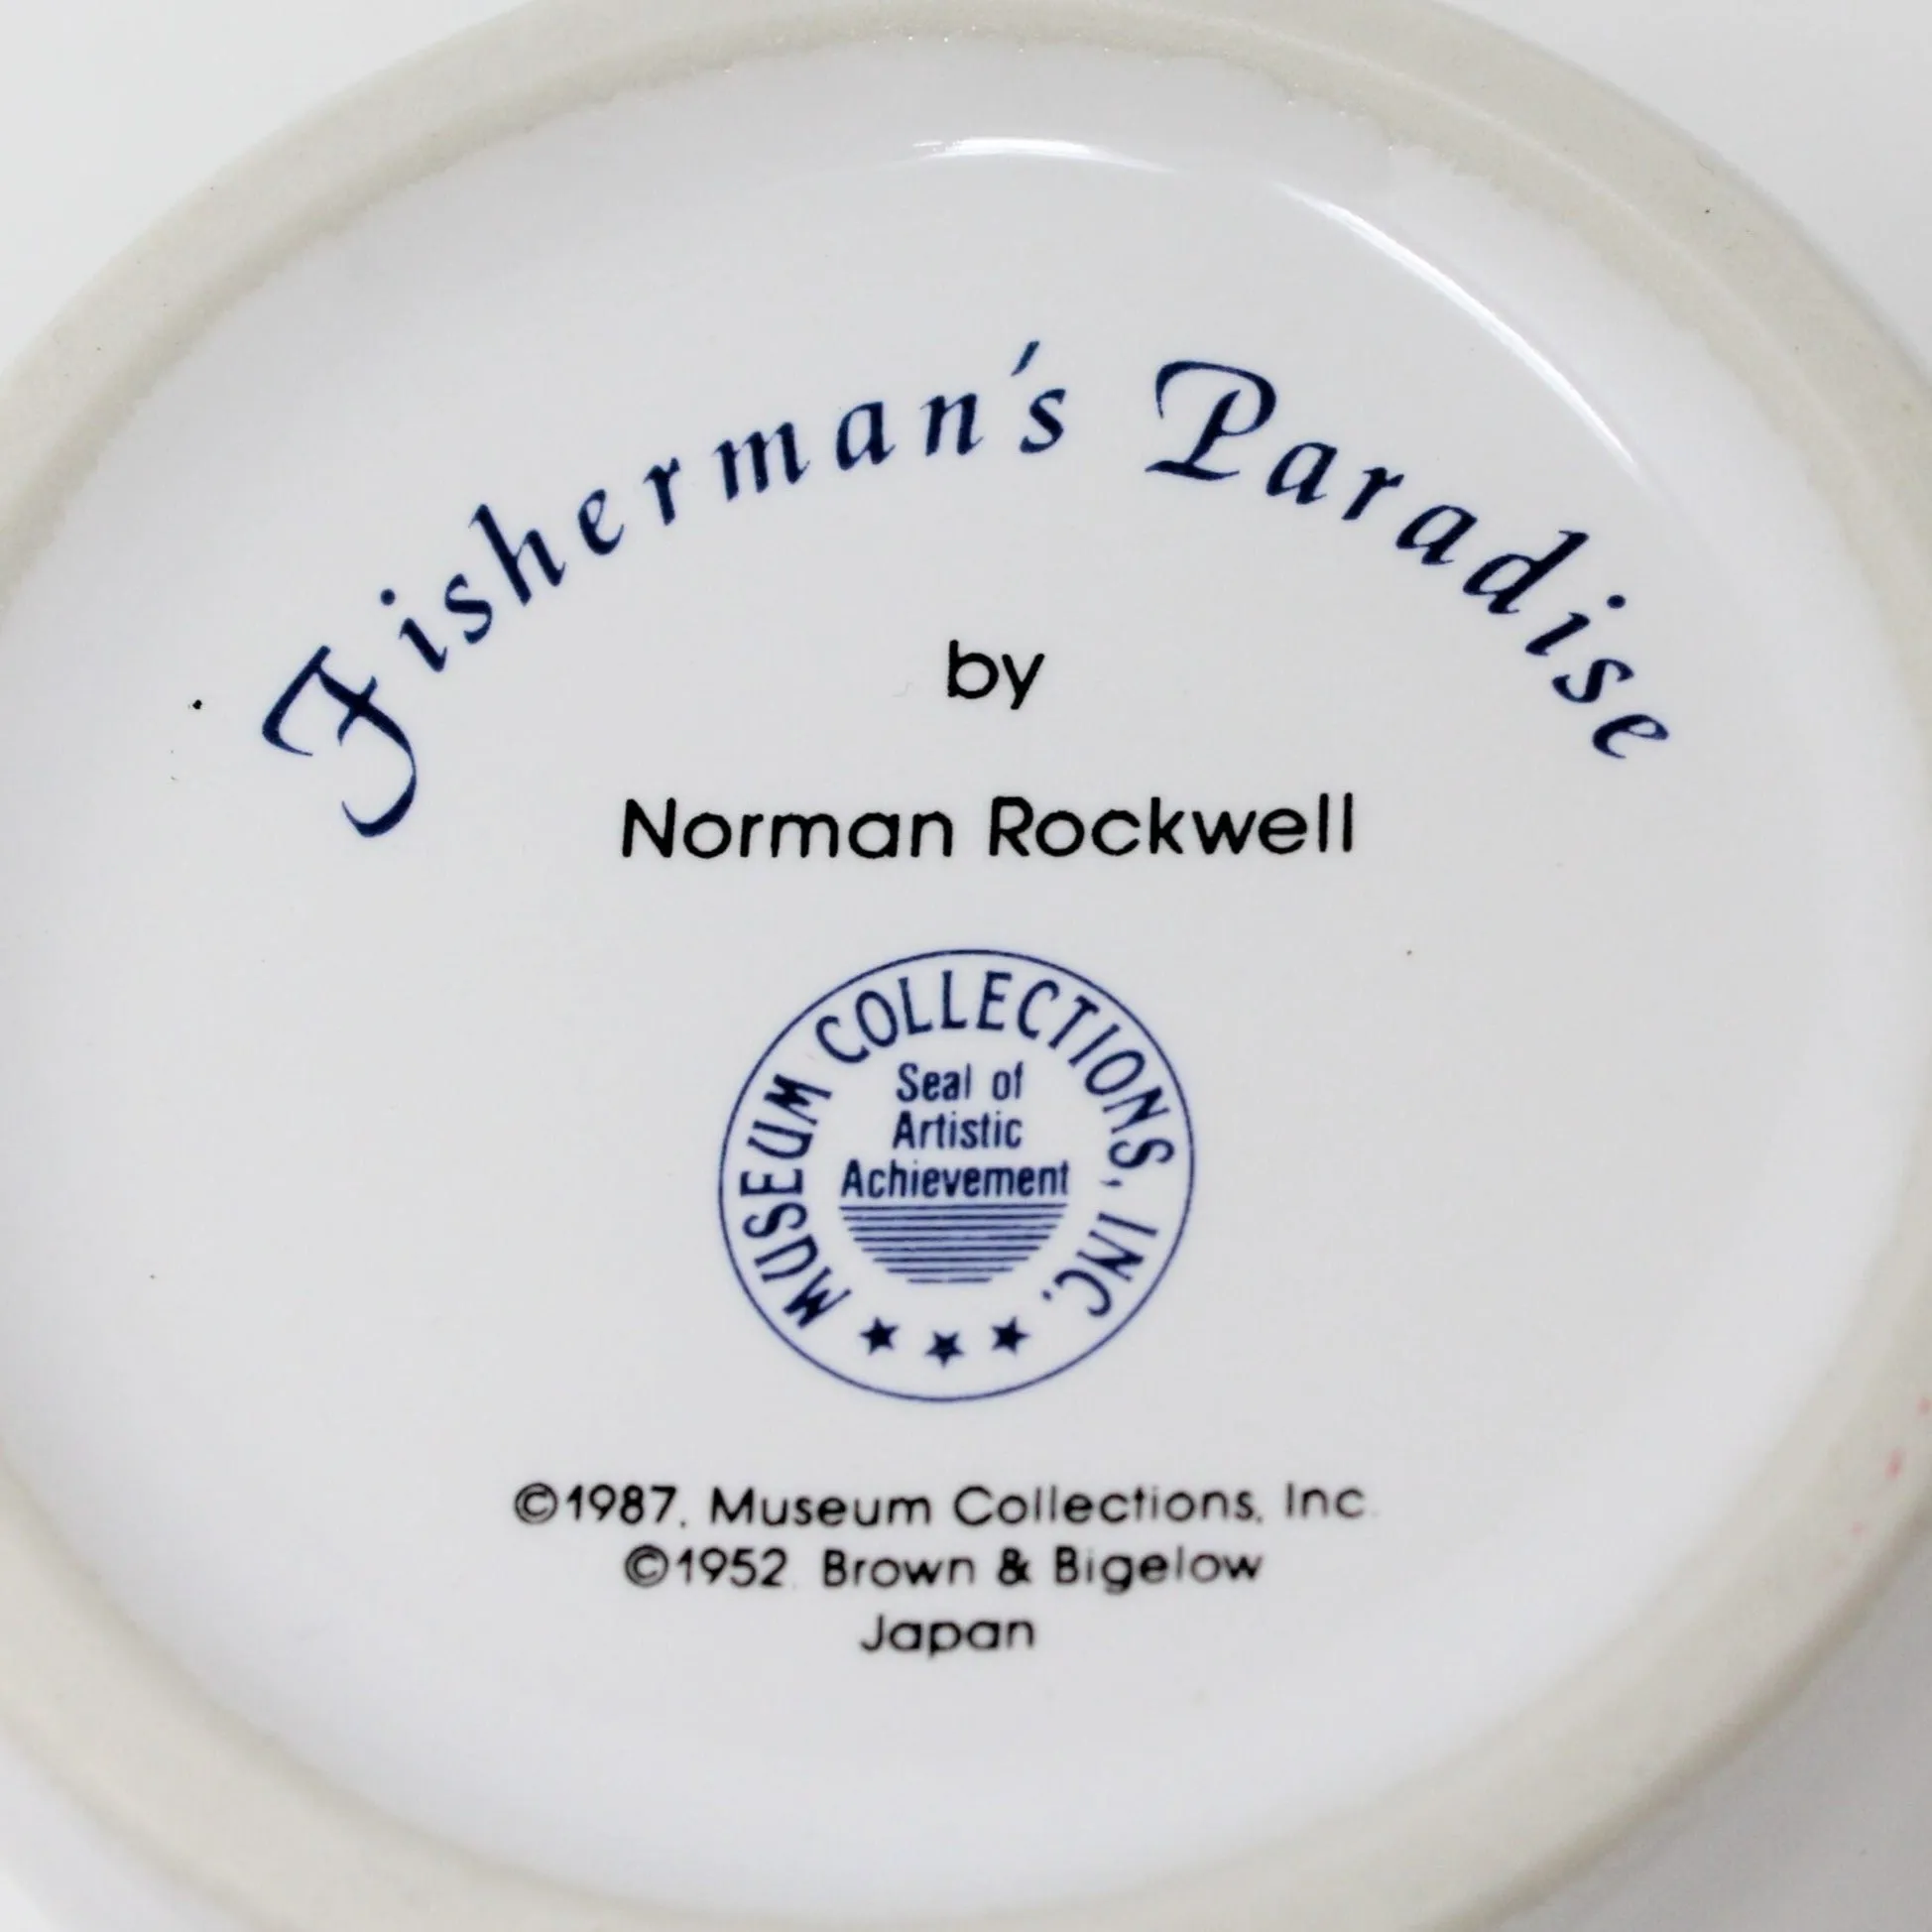 Fisherman's Paradise
by
Norman Rockwell
MUSEUM COLLECTIONS, INC.
Seal of
Artistic
Achievement
©1987. Museum Collections, Inc.
©1952. Brown & Bigelow
Japan